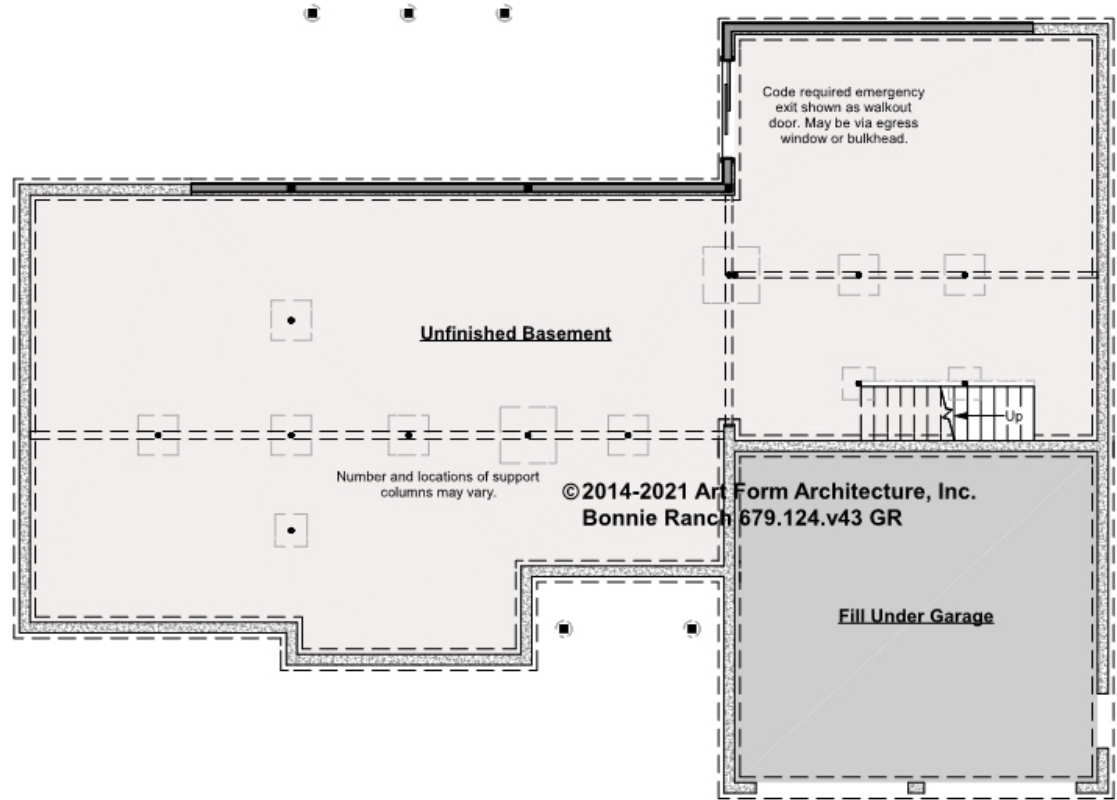 Code required emergency
exit shown as walkout
door. May be via egress
window or bulkhead.
Unfinished Basement
Up
Number and locations of support
columns may vary.
©2014-2021 Art Form Architecture, Inc.
Bonnie Ranch 679.124.v43 GR
Fill Under Garage